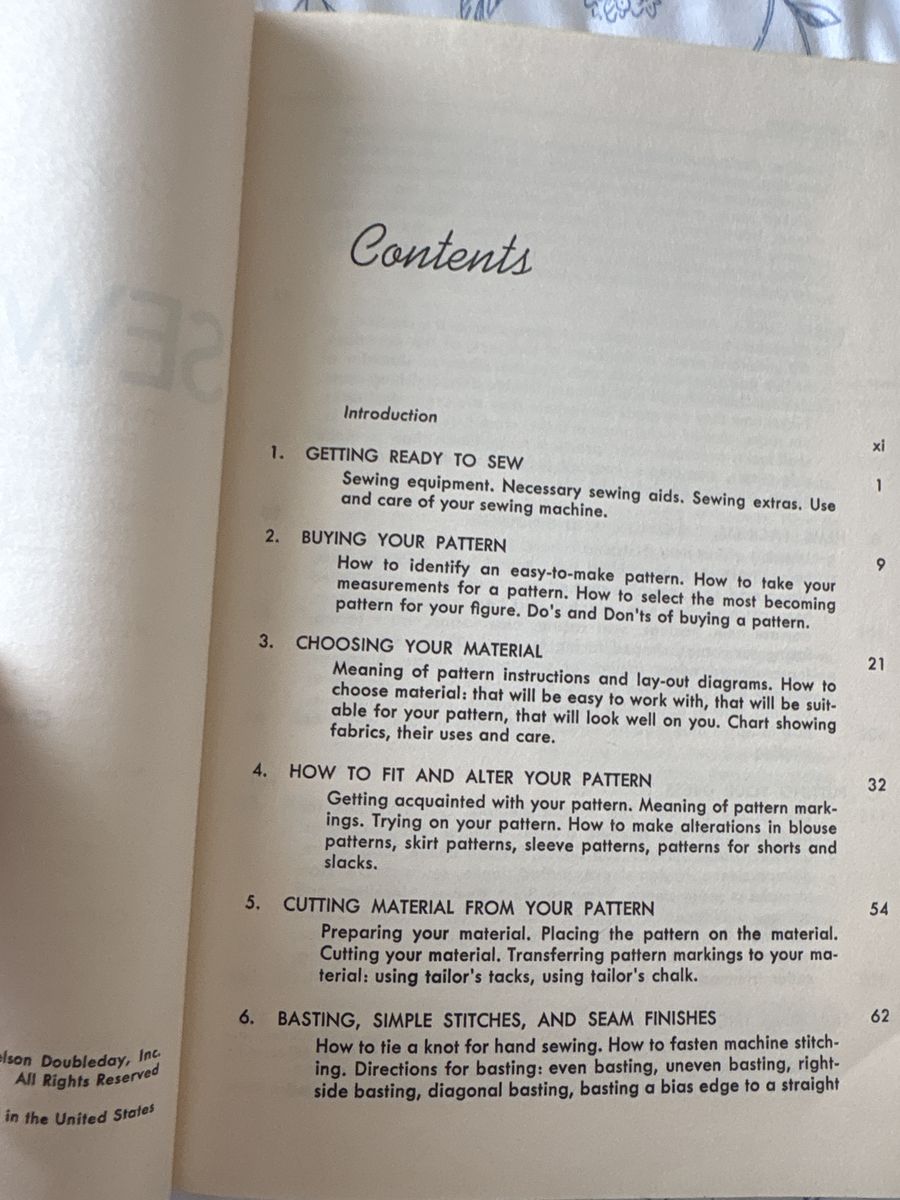 Contents
Introduction xi
1. GETTING READY TO SEW 1
Sewing equipment. Necessary sewing aids. Sewing extras. Use
and care of your sewing machine.
2. BUYING YOUR PATTERN 9
How to identify an easy-to-make pattern. How to take your
measurements for a pattern. How to select the most becoming
pattern for your figure. Do's and Don'ts of buying a pattern.
3. CHOOSING YOUR MATERIAL 21
Meaning of pattern instructions and lay-out diagrams. How to
choose material: that will be easy to work with, that will be suit-
able for your pattern, that will look well on you. Chart showing
fabrics, their uses and care.
4. HOW TO FIT AND ALTER YOUR PATTERN 32
Getting acquainted with your pattern. Meaning of pattern mark-
ings. Trying on your pattern. How to make alterations in blouse
patterns, skirt patterns, sleeve patterns, patterns for shorts and
slacks.
5. CUTTING MATERIAL FROM YOUR PATTERN 54
Preparing your material. Placing the pattern on the material.
Cutting your material. Transferring pattern markings to your ma-
terial: using tailor's tacks, using tailor's chalk.
6. BASTING, SIMPLE STITCHES, AND SEAM FINISHES 62
How to tie a knot for hand sewing. How to fasten machine stitch-
ing. Directions for basting: even basting, uneven basting, right-
side basting, diagonal basting, basting a bias edge to a straight
elson Doubleday, Inc.
All Rights Reserved
in the United States